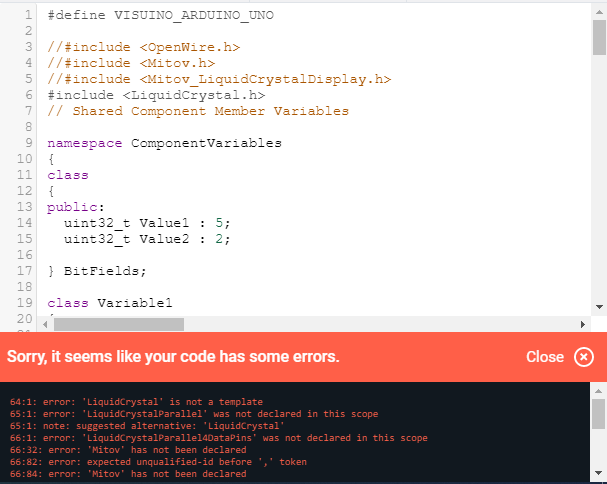 1 #define VISUINO_ARDUINO_UNO
2
3 //#include <OpenWire.h>
4 //#include <Mitov.h>
5 //#include <Mitov_LiquidCrystalDisplay.h>
6 #include <LiquidCrystal.h>
7 // Shared Component Member Variables
8
9 namespace ComponentVariables
10 {
11 class
12 {
13 public:
14 uint32_t Value1 : 5;
15 uint32_t Value2 : 2;
16
17 } BitFields;
18
19 class Variable1
20
Sorry, it seems like your code has some errors. Close
64:1: error: 'LiquidCrystal' is not a template
65:1: error: 'LiquidCrystalParallel' was not declared in this scope
65:1: note: suggested alternative: 'LiquidCrystal'
66:1: error: 'LiquidCrystalParallel4DataPins' was not declared in this scope
66:32: error: 'Mitov' has not been declared
66:82: error: expected unqualified-id before ',' token
66:84: error: 'Mitov' has not been declared